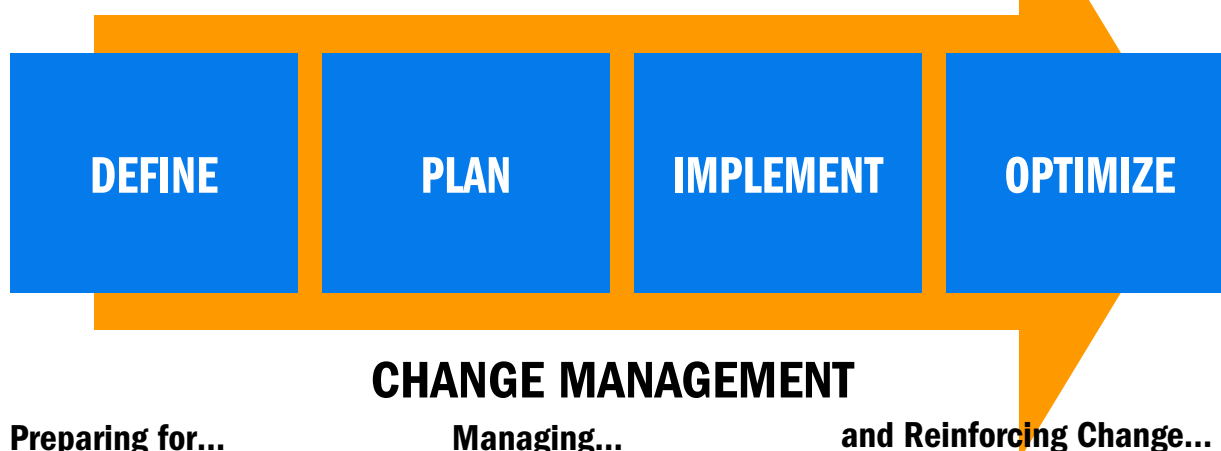 DEFINE PLAN IMPLEMENT OPTIMIZE
CHANGE MANAGEMENT
Preparing for... Managing... and Reinforcing Change...